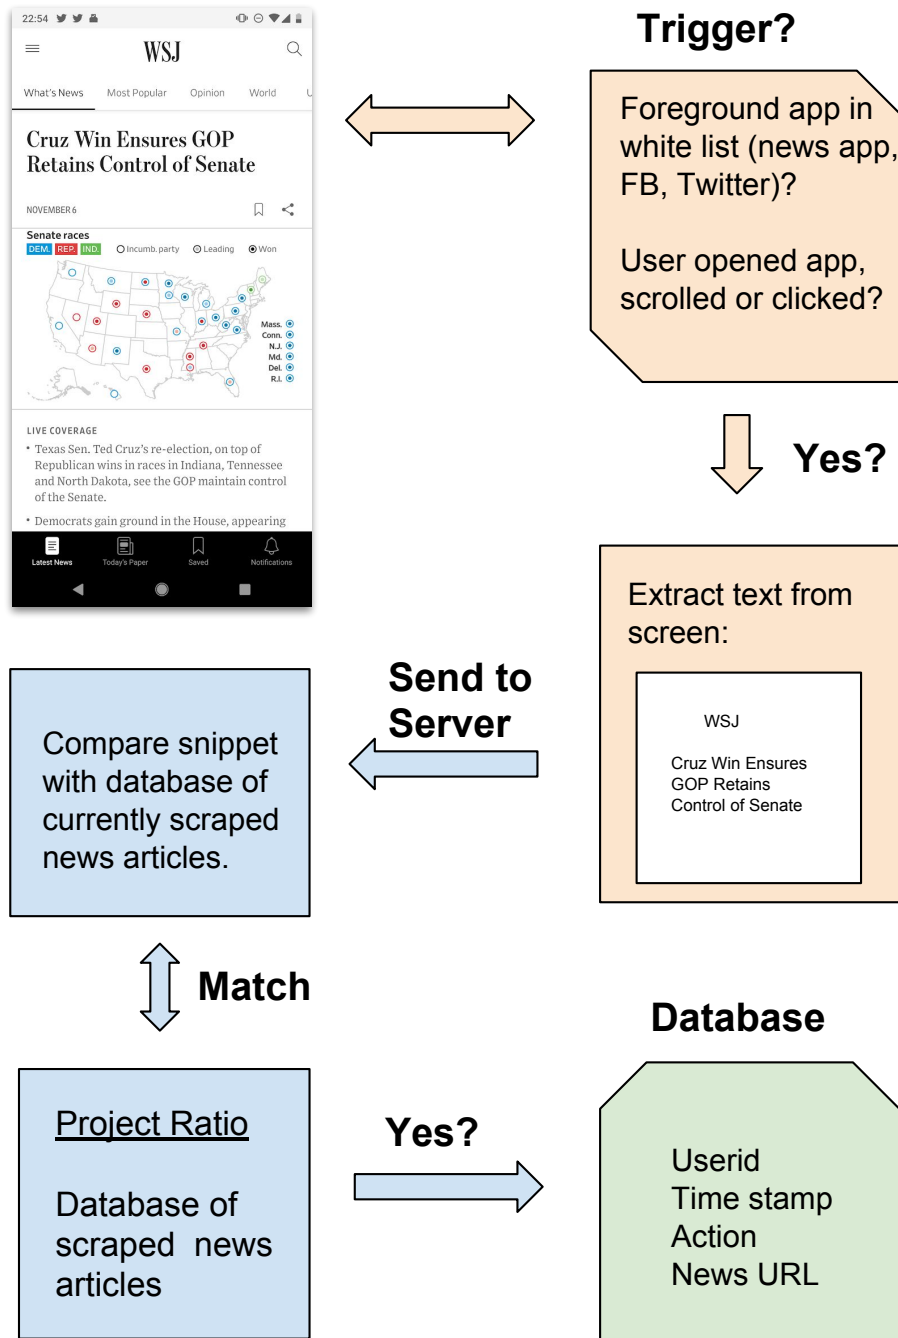 22:54
WSJ
What's News Most Popular Opinion World U
Cruz Win Ensures GOP
Retains Control of Senate
NOVEMBER 6
Senate races
DEM. REP. IND. Incumb. party Leading Won
Mass.
Conn.
N.J.
Md.
Del.
R.I.
LIVE COVERAGE
• Texas Sen. Ted Cruz's re-election, on top of
Republican wins in races in Indiana, Tennessee
and North Dakota, see the GOP maintain control
of the Senate.
• Democrats gain ground in the House, appearing
Latest News Today's Paper Saved Notifications
Trigger?
Foreground app in
white list (news app,
FB, Twitter)?
User opened app,
scrolled or clicked?
Yes?
Extract text from
screen:
WSJ
Cruz Win Ensures
GOP Retains
Control of Senate
Send to
Server
Compare snippet
with database of
currently scraped
news articles.
Match
Project Ratio
Database of
scraped news
articles
Yes?
Database
Userid
Time stamp
Action
News URL